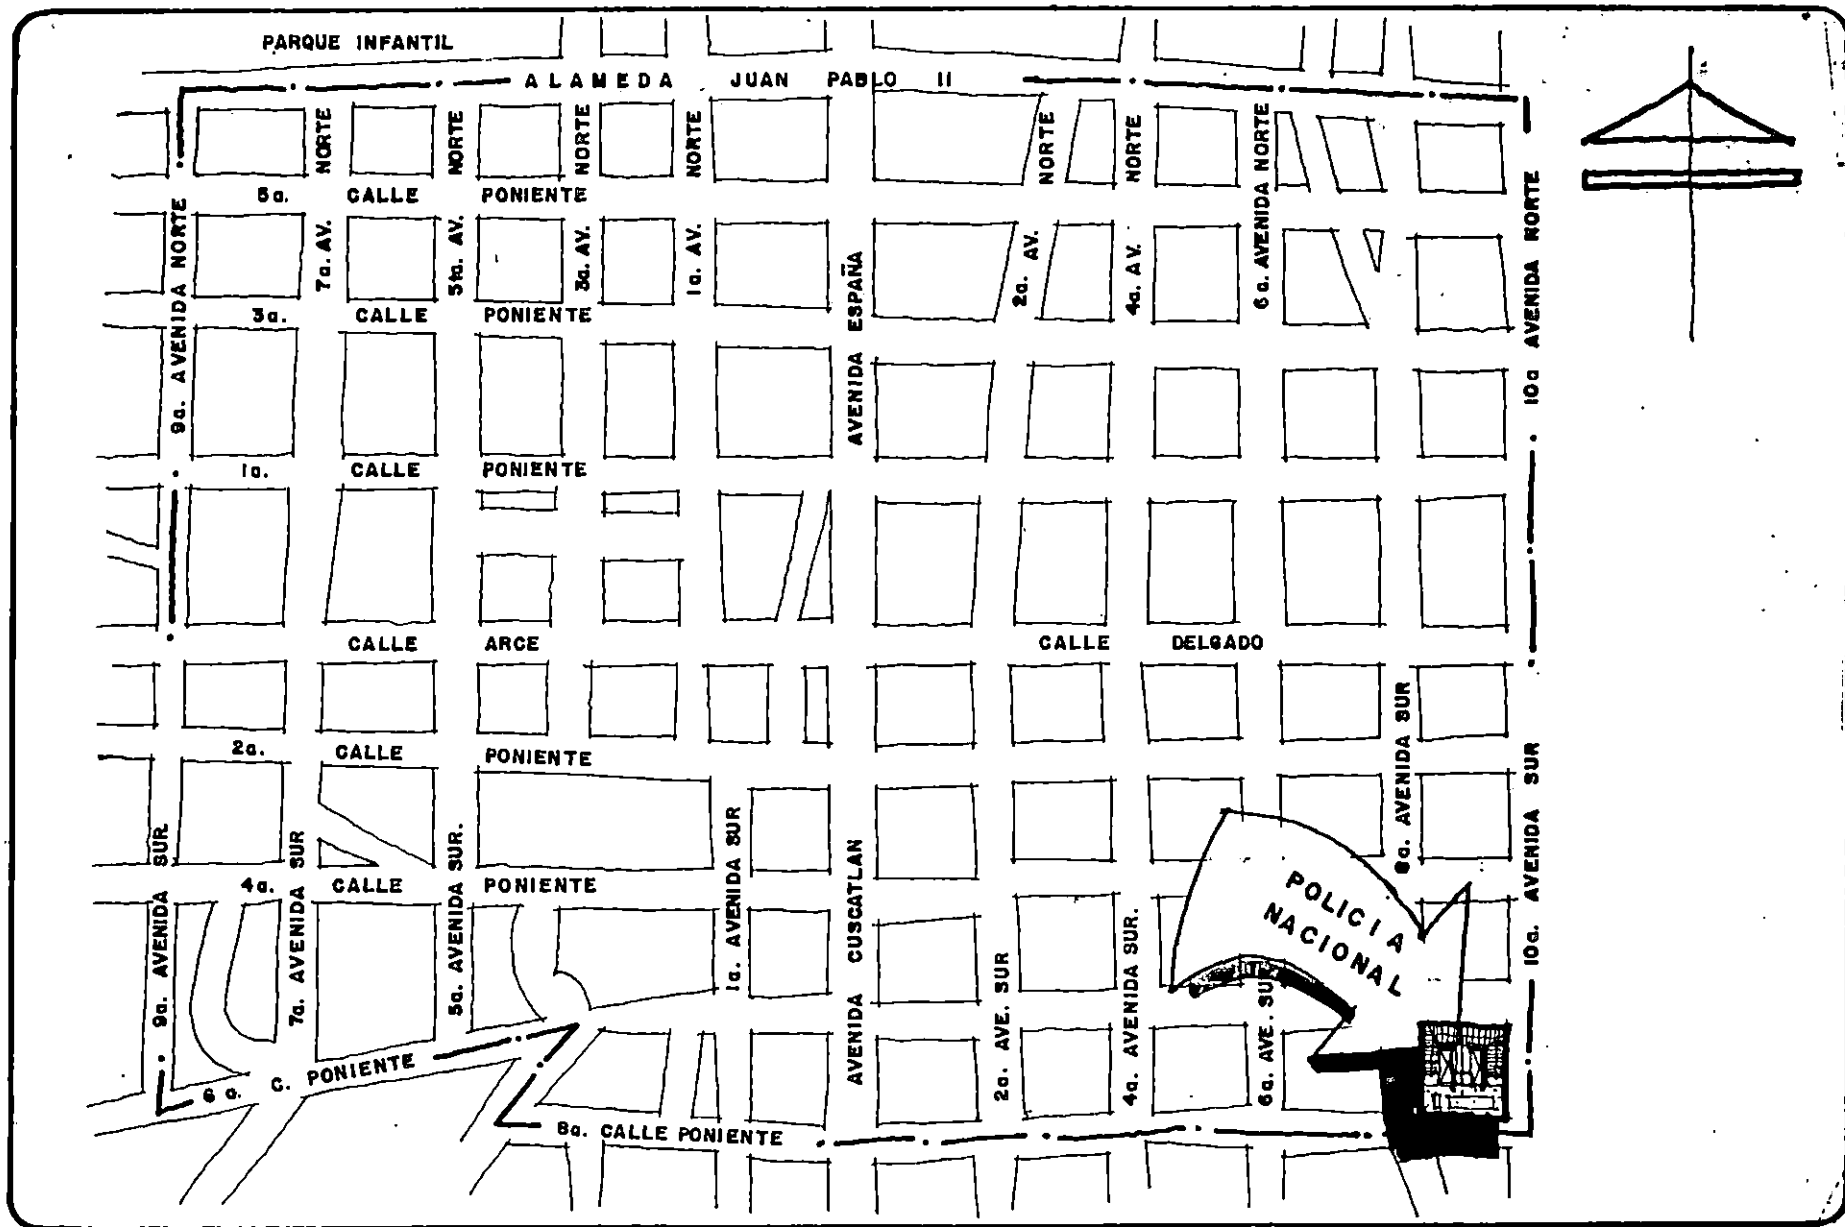 PARQUE INFANTIL
ALAMEDA JUAN PABLO II
9a. AVENIDA NORTE
7a. AV. NORTE
5ta. AV. NORTE
3a. AV. NORTE
1a. AV. NORTE
AVENIDA ESPAÑA
2a. AV. NORTE
4a. AV. NORTE
6a. AVENIDA NORTE
10a AVENIDA NORTE
5a. CALLE PONIENTE
3a. CALLE PONIENTE
1a. CALLE PONIENTE
CALLE ARCE
CALLE DELGADO
2a. CALLE PONIENTE
4a. CALLE PONIENTE
9a. AVENIDA SUR.
7a. AVENIDA SUR
5a. AVENIDA SUR.
1a. AVENIDA SUR
AVENIDA CUSCATLAN
2a. AVE. SUR
4a. AVENIDA SUR.
6a. AVE. SUR
8a. AVENIDA SUR
10a. AVENIDA SUR
POLICIA
NACIONAL
6a. C. PONIENTE
8a. CALLE PONIENTE